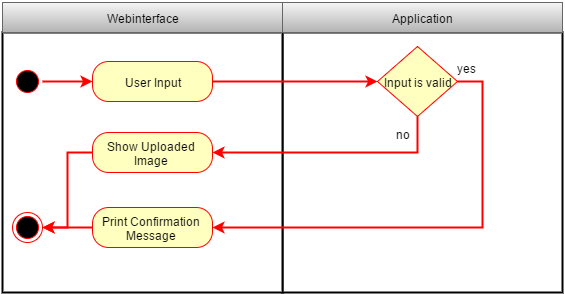 Webinterface
Application
User Input
Input is valid
yes
no
Show Uploaded
Image
Print Confirmation
Message